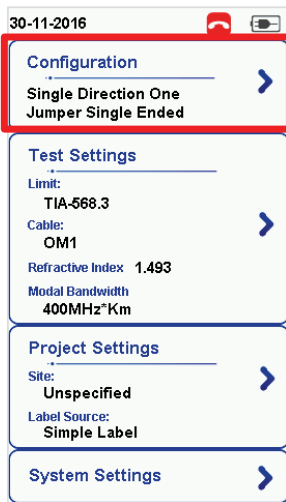 30-11-2016
Configuration
Single Direction One
Jumper Single Ended
Test Settings
Limit:
TIA-568.3
Cable:
OM1
Refractive Index 1.493
Modal Bandwidth
400MHz*Km
Project Settings
Site:
Unspecified
Label Source:
Simple Label
System Settings